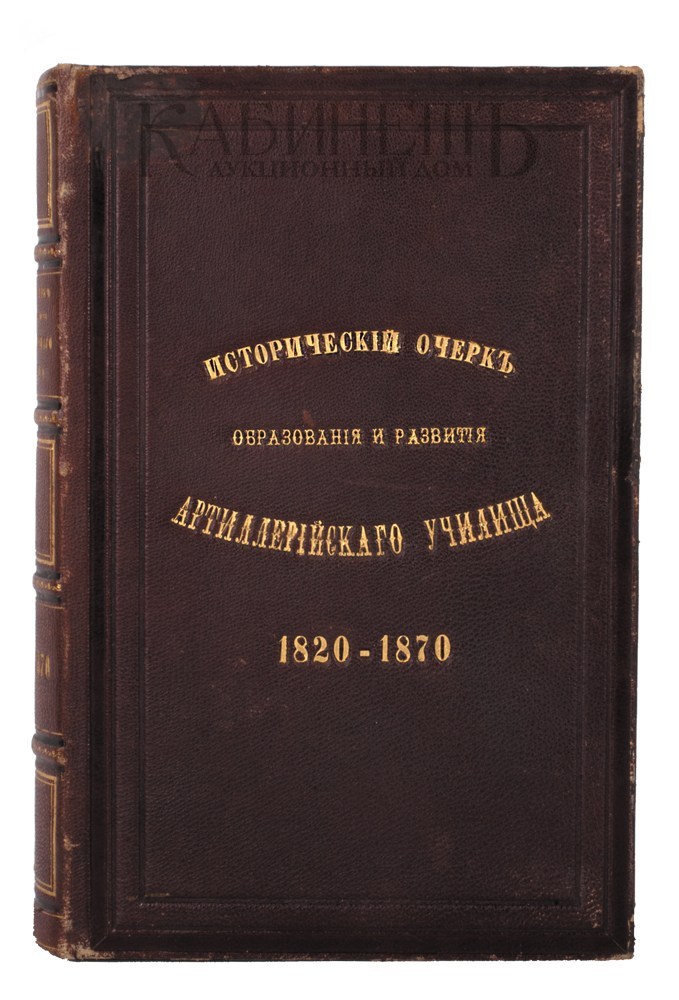 КАБИНЕТЪ
АУКЦИОННЫЙ ДОМ
ИСТОРИЧЕСКІЙ ОЧЕРКЪ
ОБРАЗОВАНІЯ И РАЗВИТІЯ
АРТИЛЛЕРІЙСКАГО УЧИЛИЩА
1820-1870